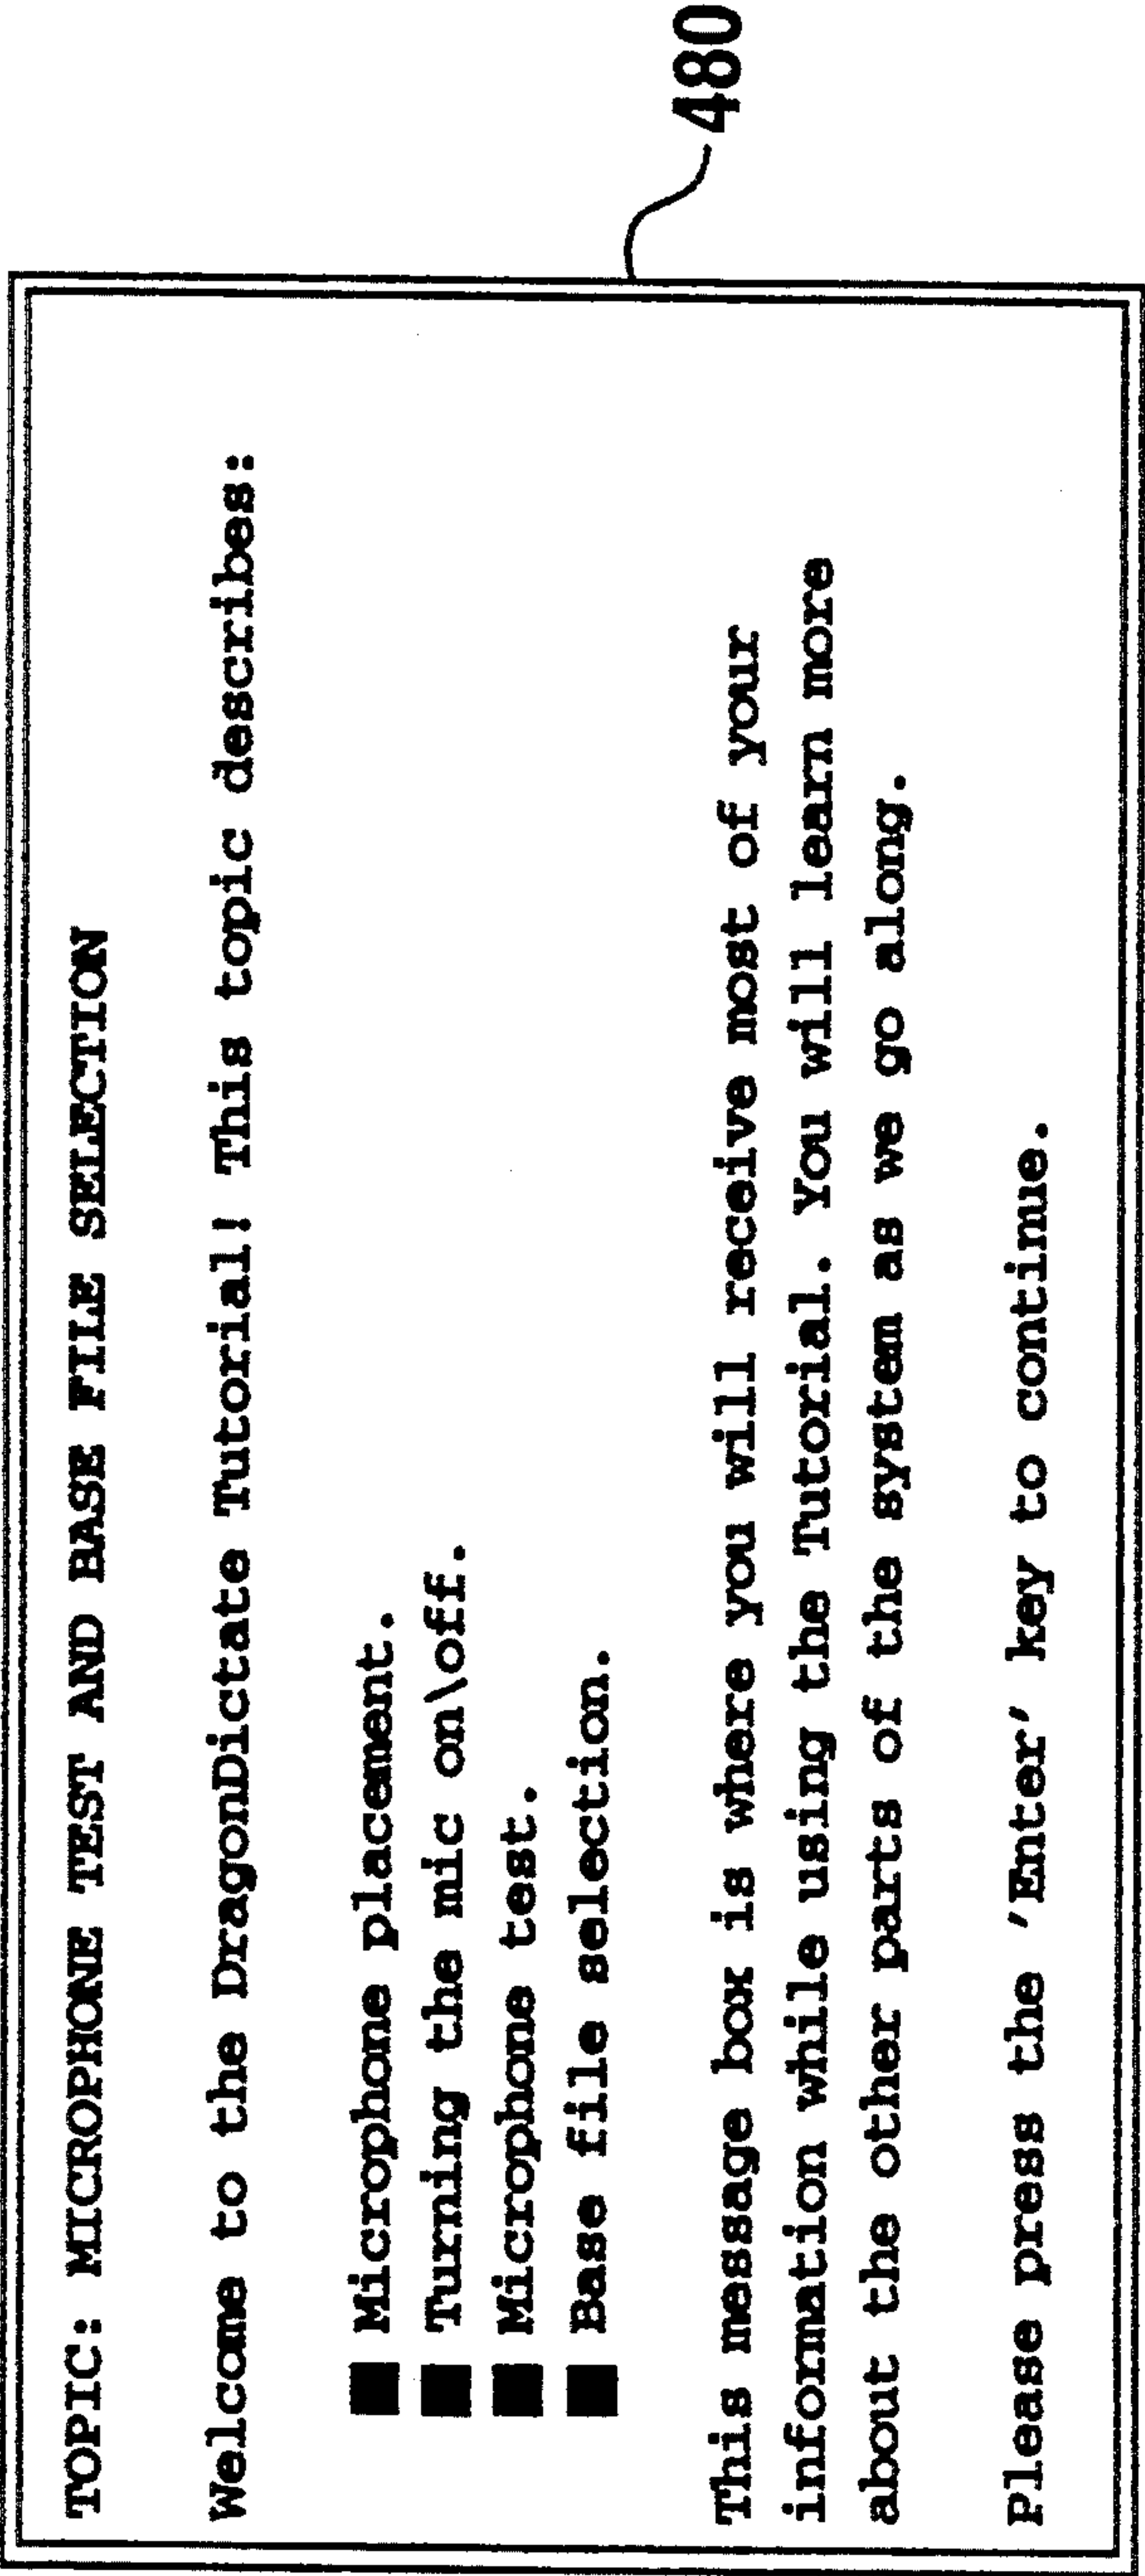 TOPIC: MICROPHONE TEST AND BASE FILE SELECTION
Welcome to the DragonDictate Tutorial! This topic describes:
■ Microphone placement.
■ Turning the mic on\off.
■ Microphone test.
■ Base file selection.
This message box is where you will receive most of your
information while using the Tutorial. You will learn more
about the other parts of the system as we go along.
Please press the 'Enter' key to continue.
480